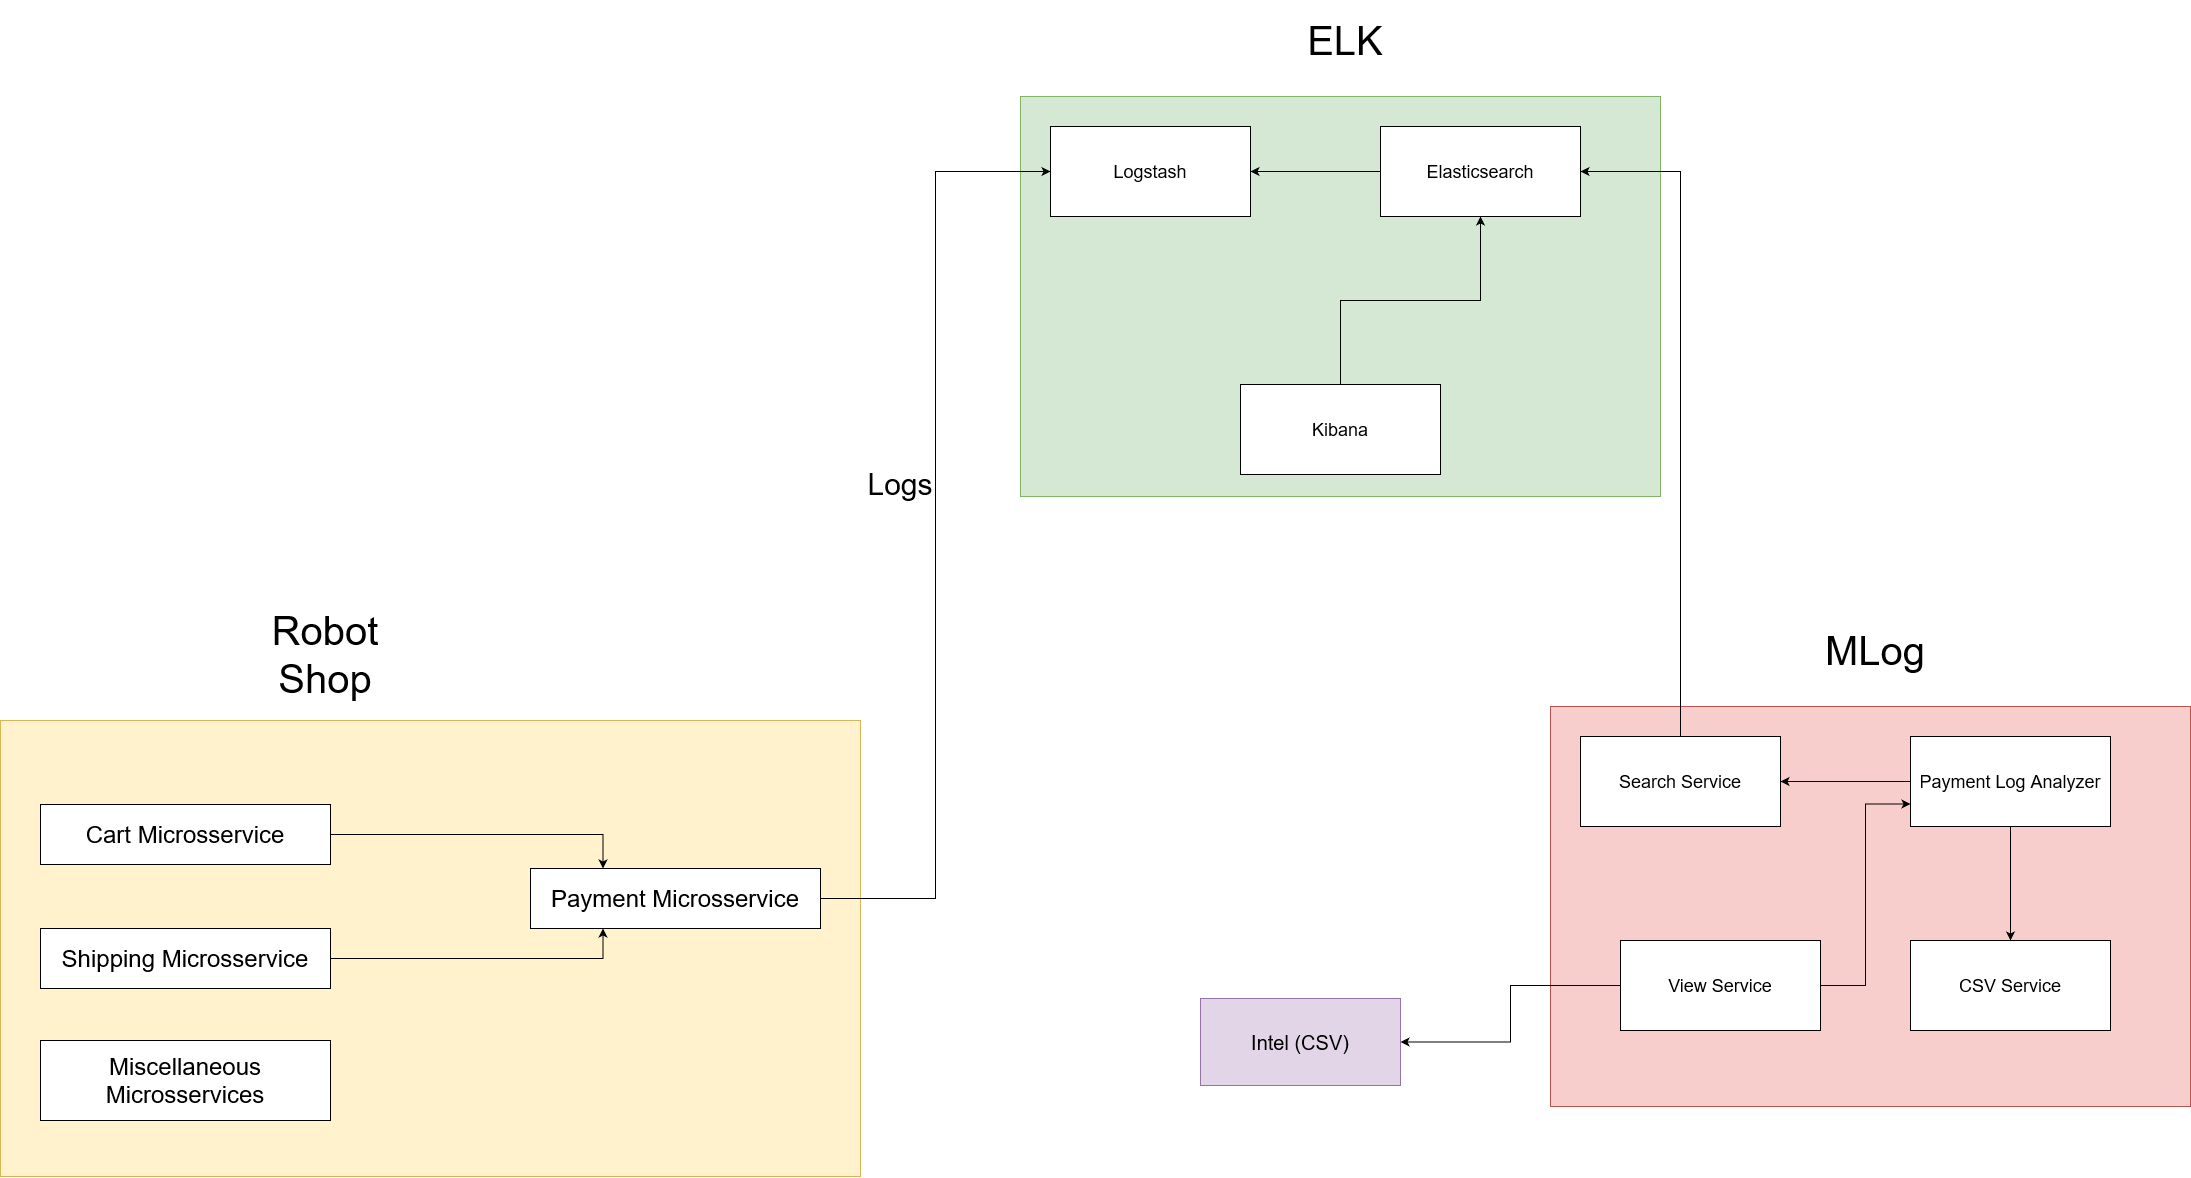 ELK
Logstash
Elasticsearch
Kibana
Logs
Robot
Shop
Cart Microsservice
Payment Microsservice
Shipping Microsservice
Miscellaneous
Microsservices
MLog
Search Service
Payment Log Analyzer
View Service
CSV Service
Intel (CSV)